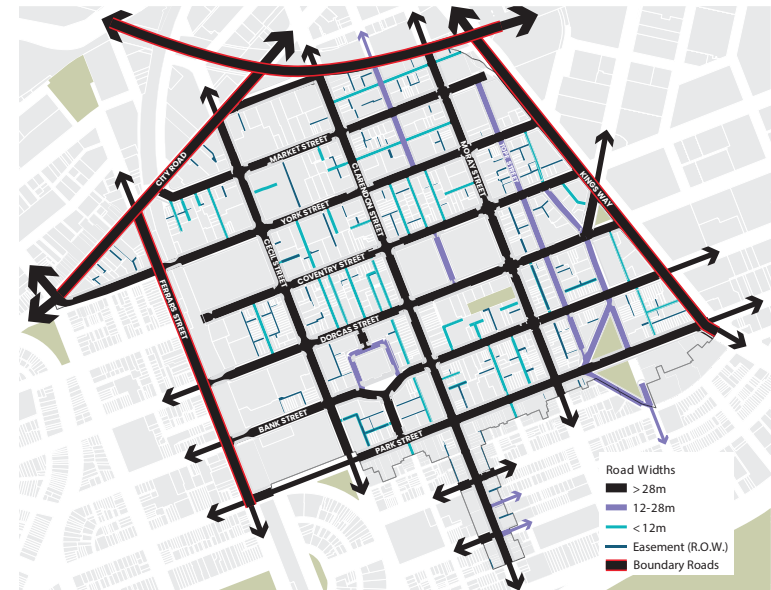 CITY ROAD
MARKET STREET
CLARENDON STREET
MORAY STREET
KINGS WAY
YORK STREET
CECIL STREET
COVENTRY STREET
FERRARS STREET
DORCAS STREET
BANK STREET
PARK STREET
Road Widths
>28m
12-28m
<12m
Easement (R.O.W.)
Boundary Roads